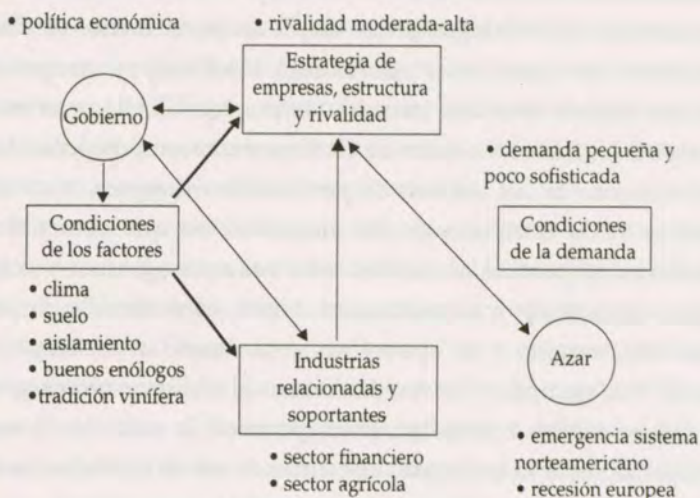 • política económica
• rivalidad moderada-alta
Estrategia de
empresas, estructura
y rivalidad
Gobierno
• demanda pequeña y
poco sofisticada
Condiciones
de los factores
Condiciones
de la demanda
• clima
• suelo
• aislamiento
• buenos enólogos
•tradición vinífera
Industrias
relacionadas y
soportantes
Azar
• sector financiero
• sector agrícola
• emergencia sistema
norteamericano
• recesión europea